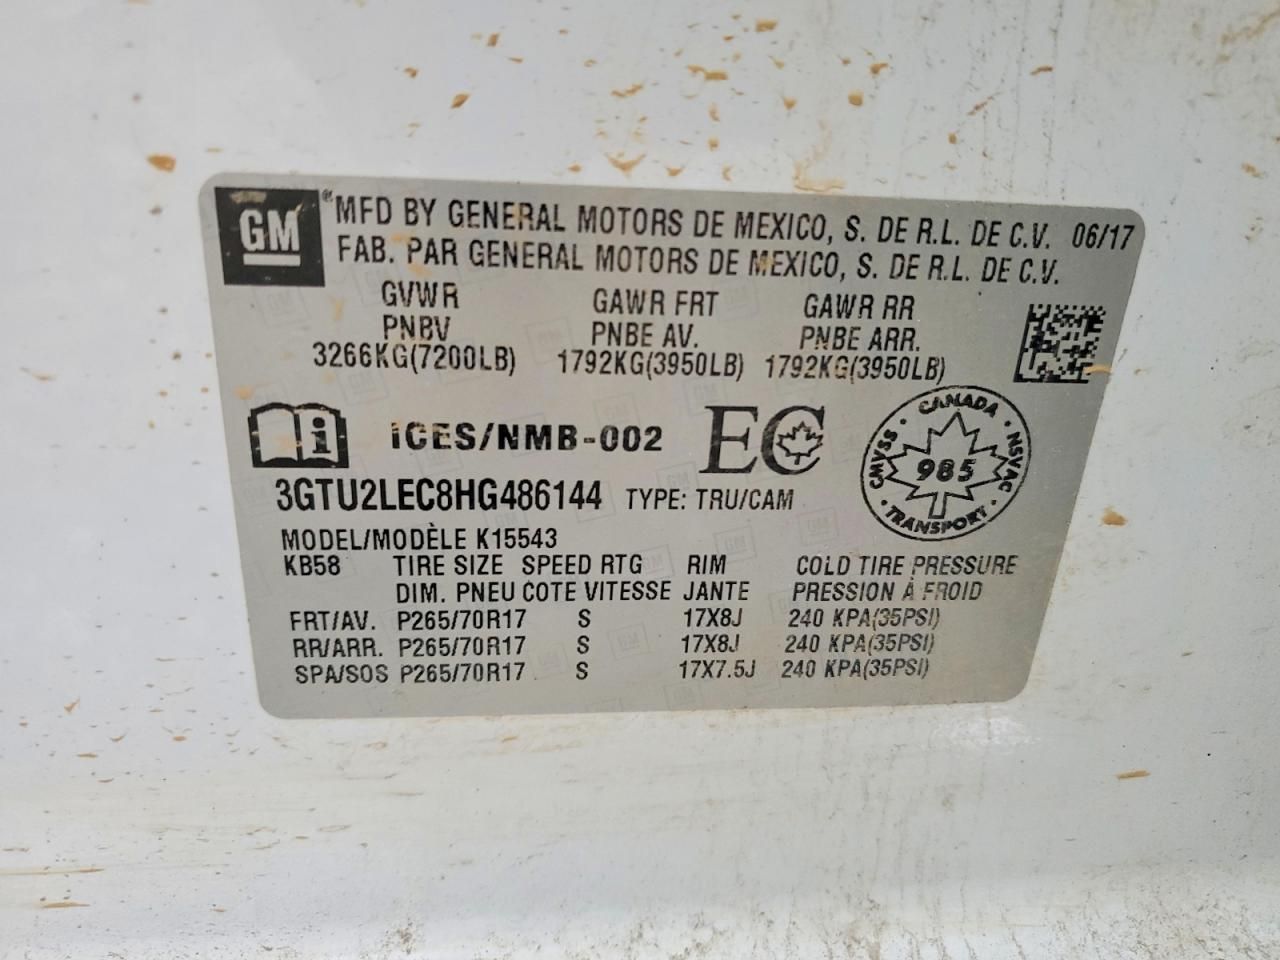 GM ® MFD BY GENERAL MOTORS DE MEXICO, S. DE R.L. DE C.V. 06/17
FAB. PAR GENERAL MOTORS DE MEXICO, S. DE R.L. DE C.V.
GVWR GAWR FRT GAWR RR
PNBV PNBE AV. PNBE ARR.
3266KG(7200LB) 1792KG(3950LB) 1792KG(3950LB)
i ICES/NMB-002 EC
CANADA
CMVSS 985 NSVAC
TRANSPORT
3GTU2LEC8HG486144 TYPE: TRU/CAM
MODEL/MODÈLE K15543
KB58 TIRE SIZE SPEED RTG RIM COLD TIRE PRESSURE
DIM. PNEU COTE VITESSE JANTE PRESSION À FROID
FRT/AV. P265/70R17 S 17X8J 240 KPA(35PSI)
RR/ARR. P265/70R17 S 17X8J 240 KPA(35PSI)
SPA/SOS P265/70R17 S 17X7.5J 240 KPA(35PSI)